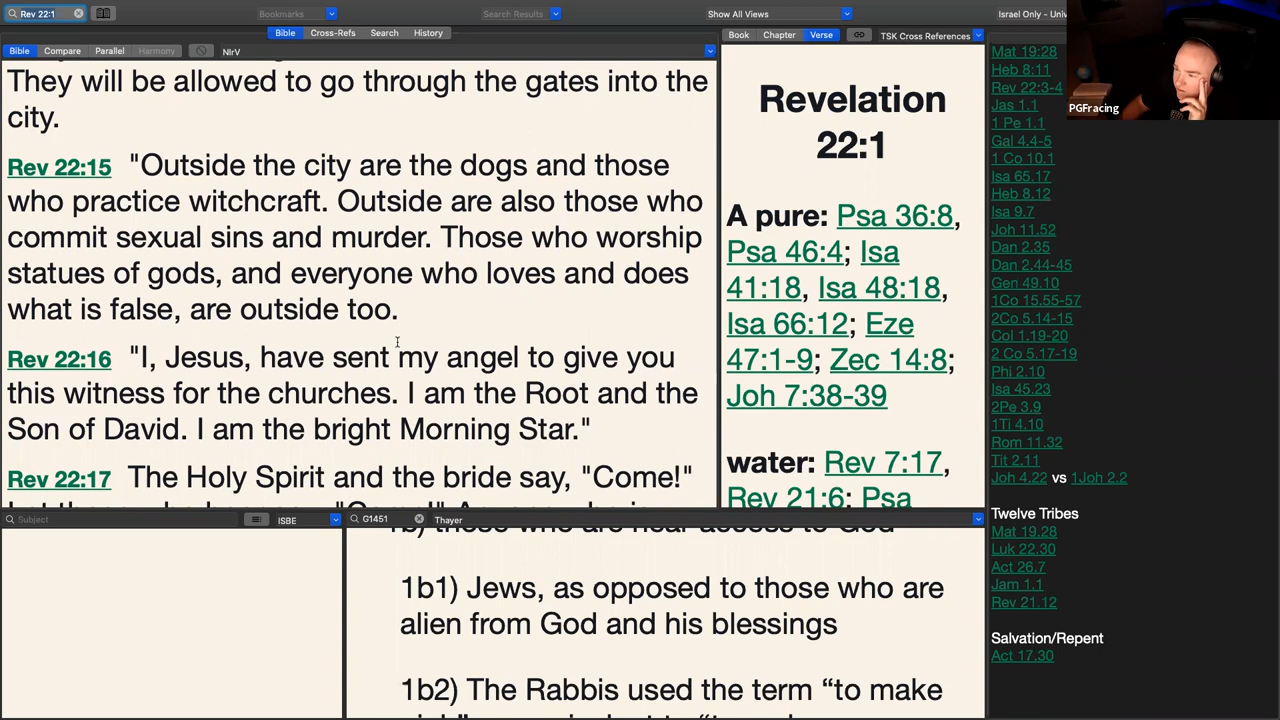 Rev 22:1
Bookmarks
Search Results
Show All Views
Israel Only - Univ
Bible Cross-Refs Search History
Bible Compare Parallel Harmony NIrV
They will be allowed to go through the gates into the
city.
Rev 22:15 "Outside the city are the dogs and those
who practice witchcraft. Outside are also those who
commit sexual sins and murder. Those who worship
statues of gods, and everyone who loves and does
what is false, are outside too.
Rev 22:16 "I, Jesus, have sent my angel to give you
this witness for the churches. I am the Root and the
Son of David. I am the bright Morning Star."
Rev 22:17 The Holy Spirit and the bride say, "Come!"
Book Chapter Verse TSK Cross References
Revelation
22:1
A pure: Psa 36:8,
Psa 46:4; Isa
41:18, Isa 48:18,
Isa 66:12; Eze
47:1-9; Zec 14:8;
Joh 7:38-39
water: Rev 7:17,
Rev 21:6; Psa
Mat 19:28
Heb 8:11
Rev 22:3-4
Jas 1.1
1 Pe 1.1
Gal 4.4-5
1 Co 10.1
Isa 65.17
Heb 8.12
Isa 9.7
Joh 11.52
Dan 2.35
Dan 2.44-45
Gen 49.10
1Co 15.55-57
2Co 5.14-15
Col 1.19-20
2 Co 5.17-19
Phi 2.10
Isa 45.23
2Pe 3.9
1Ti 4.10
Rom 11.32
Tit 2.11
Joh 4.22 vs 1Joh 2.2
Twelve Tribes
Mat 19.28
Luk 22.30
Act 26.7
Jam 1.1
Rev 21.12
Salvation/Repent
Act 17.30
PGFracing
Subject ISBE
G1451 Thayer
1b1) Jews, as opposed to those who are
alien from God and his blessings
1b2) The Rabbis used the term “to make